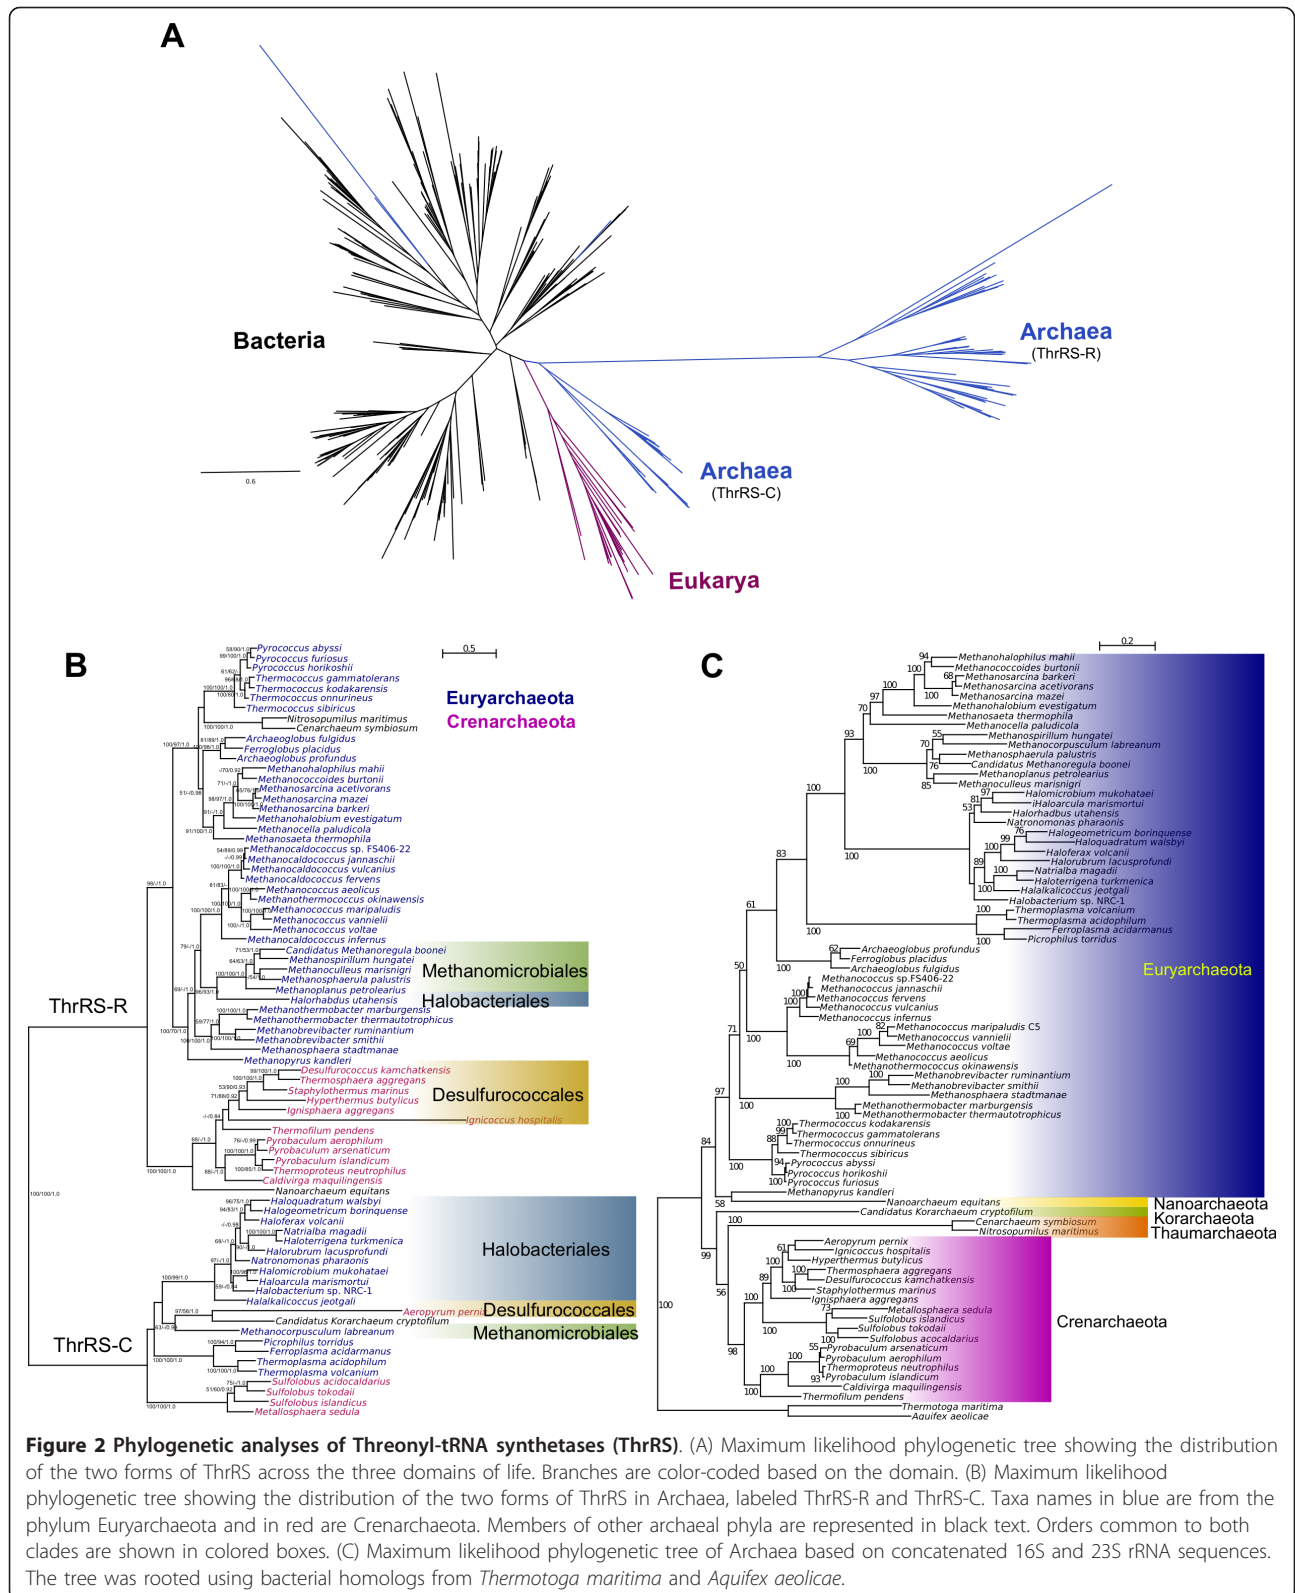 A
Bacteria
Archaea
(ThrRS-R)
Archaea
(ThrRS-C)
0.6
Eukarya
B
0.5
Euryarchaeota
Crenarchaeota
Pyrococcus abyssi
Pyrococcus furiosus
Pyrococcus horikoshii
Thermococcus gammatolerans
Thermococcus kodakarensis
Thermococcus onnurineus
Thermococcus sibiricus
Nitrosopumilus maritimus
Cenarchaeum symbiosum
Archaeoglobus fulgidus
Ferroglobus placidus
Archaeoglobus profundus
Methanohalophilus mahii
Methanococcoides burtonii
Methanosarcina acetivorans
Methanosarcina mazei
Methanosarcina barkeri
Methanohalobium evestigatum
Methanocella paludicola
Methanosaeta thermophila
Methanocaldococcus sp. FS406-22
Methanocaldococcus jannaschii
Methanocaldococcus vulcanius
Methanocaldococcus fervens
Methanococcus aeolicus
Methanothermococcus okinawensis
Methanococcus maripaludis
Methanococcus vannielii
Methanococcus voltae
Methanocaldococcus infernus
Candidatus Methanoregula boonei
Methanospirillum hungatei
Methanoculleus marisnigri
Methanosphaerula palustris
Methanoplanus petrolearius
Methanomicrobiales
Halorhabdus utahensis
Halobacteriales
ThrRS-R
Methanothermobacter marburgensis
Methanothermobacter thermautotrophicus
Methanobrevibacter ruminantium
Methanobrevibacter smithii
Methanosphaera stadtmanae
Methanopyrus kandleri
Desulfurococcus kamchatkensis
Thermosphaera aggregans
Staphylothermus marinus
Hyperthermus butylicus
Ignisphaera aggregans
Ignicoccus hospitalis
Desulfurococcales
Thermofilum pendens
Pyrobaculum aerophilum
Pyrobaculum arsenaticum
Pyrobaculum islandicum
Thermoproteus neutrophilus
Caldivirga maquilingensis
Nanoarchaeum equitans
100/100/1.0
Haloquadratum walsbyi
Halogeometricum borinquense
Haloferax volcanii
Natrialba magadii
Haloterrigena turkmenica
Halorubrum lacusprofundi
Natronomonas pharaonis
Halomicrobium mukohataei
Haloarcula marismortui
Halobacterium sp. NRC-1
Halalkalicoccus jeotgali
Halobacteriales
Aeropyrum pernix
Desulfurococcales
Candidatus Korarchaeum cryptofilum
Methanocorpusculum labreanum
Methanomicrobiales
ThrRS-C
Picrophilus torridus
Ferroplasma acidarmanus
Thermoplasma acidophilum
Thermoplasma volcanium
Sulfolobus acidocaldarius
Sulfolobus tokodaii
Sulfolobus islandicus
Metallosphaera sedula
C
0.2
Methanohalophilus mahii
Methanococcoides burtonii
Methanosarcina barkeri
Methanosarcina acetivorans
Methanosarcina mazei
Methanohalobium evestigatum
Methanosaeta thermophila
Methanocella paludicola
Methanospirillum hungatei
Methanocorpusculum labreanum
Methanosphaerula palustris
Candidatus Methanoregula boonei
Methanoplanus petrolearius
Methanoculleus marisnigri
Halomicrobium mukohataei
iHaloarcula marismortui
Halorhadbus utahensis
Natronomonas pharaonis
Halogeometricum borinquense
Haloquadratum walsbyi
Haloferax volcanii
Halorubrum lacusprofundi
Natrialba magadii
Haloterrigena turkmenica
Halalkalicoccus jeotgali
Halobacterium sp. NRC-1
Thermoplasma volcanium
Thermoplasma acidophilum
Ferroplasma acidarmanus
Picrophilus torridus
Archaeoglobus profundus
Ferroglobus placidus
Archaeoglobus fulgidus
Euryarchaeota
Methanococcus sp.FS406-22
Methanococcus janaschii
Methanococcus fervens
Methanococcus vulcanius
Methanococcus infernus
Methanococcus maripaludis C5
Methanococcus vannielii
Methanococcus voltae
Methanococcus aeolicus
Methanothermococcus okinawensis
Methanobrevibacter ruminantium
Methanobrevibacter smithii
Methanosphaera stadtmanae
Methanothermobacter marburgensis
Methanothermobacter thermautotrophicus
Thermococcus kodakarensis
Thermococcus gammatolerans
Thermococcus onnurineus
Thermococcus sibiricus
Pyrococcus abyssi
Pyrococcus horikoshii
Pyrococcus furiosus
Methanopyrus kandleri
Nanoarchaeum equitans
Nanoarchaeota
Candidatus Korarchaeum cryptofilum
Korarchaeota
Cenarchaeum symbiosum
Nitrosopumilus maritimus
Thaumarchaeota
Aeropyrum pernix
Ignicoccus hospitalis
Hyperthermus butylicus
Thermosphaera aggregans
Desulfurococcus kamchatkensis
Staphylothermus marinus
Ignisphaera aggregans
Metallosphaera sedula
Sulfolobus islandicus
Sulfolobus tokodaii
Sulfolobus acocaldarius
Crenarchaeota
Pyrobaculum arsenaticum
Pyrobaculum aerophilum
Thermoproteus neutrophilus
Pyrobaculum islandicum
Caldivirga maquilingensis
Thermofilum pendens
Thermotoga maritima
Aquifex aeolicae
Figure 2 Phylogenetic analyses of Threonyl-tRNA synthetases (ThrRS). (A) Maximum likelihood phylogenetic tree showing the distribution
of the two forms of ThrRS across the three domains of life. Branches are color-coded based on the domain. (B) Maximum likelihood
phylogenetic tree showing the distribution of the two forms of ThrRS in Archaea, labeled ThrRS-R and ThrRS-C. Taxa names in blue are from the
phylum Euryarchaeota and in red are Crenarchaeota. Members of other archaeal phyla are represented in black text. Orders common to both
clades are shown in colored boxes. (C) Maximum likelihood phylogenetic tree of Archaea based on concatenated 16S and 23S rRNA sequences.
The tree was rooted using bacterial homologs from Thermotoga maritima and Aquifex aeolicae.